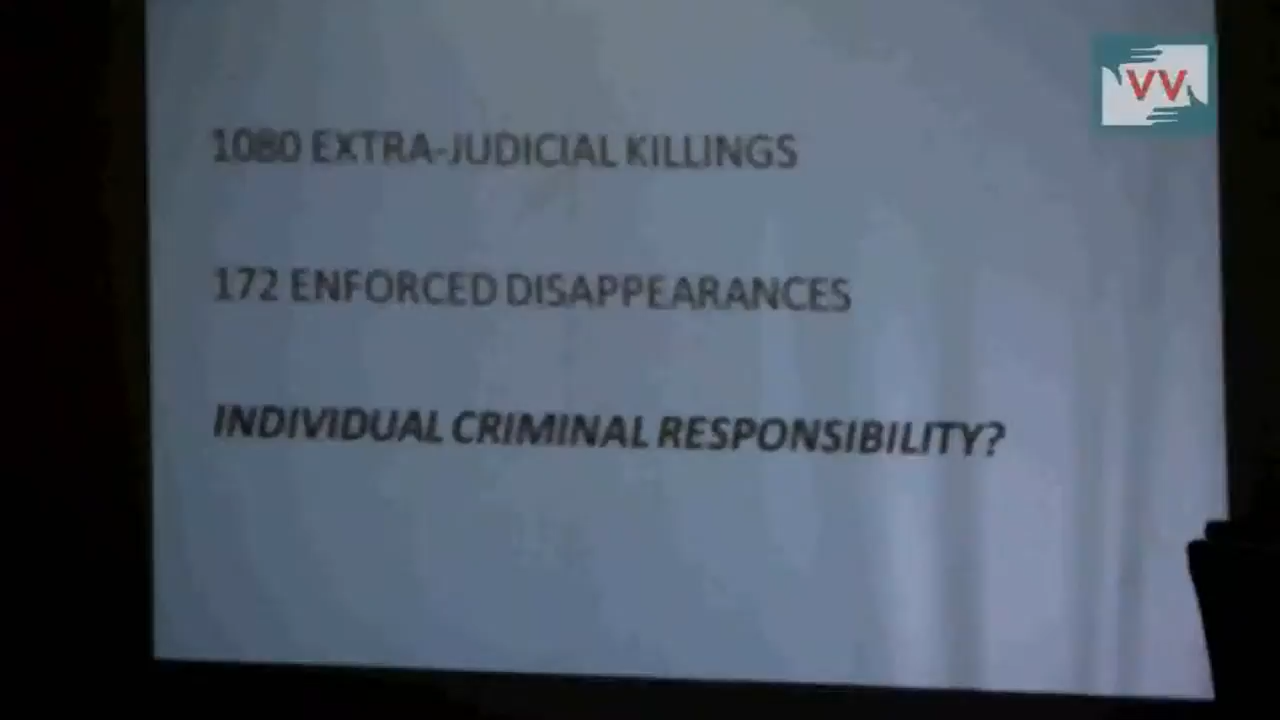 VV
1080 EXTRA-JUDICIAL KILLINGS
172 ENFORCED DISAPPEARANCES
INDIVIDUAL CRIMINAL RESPONSIBILITY?